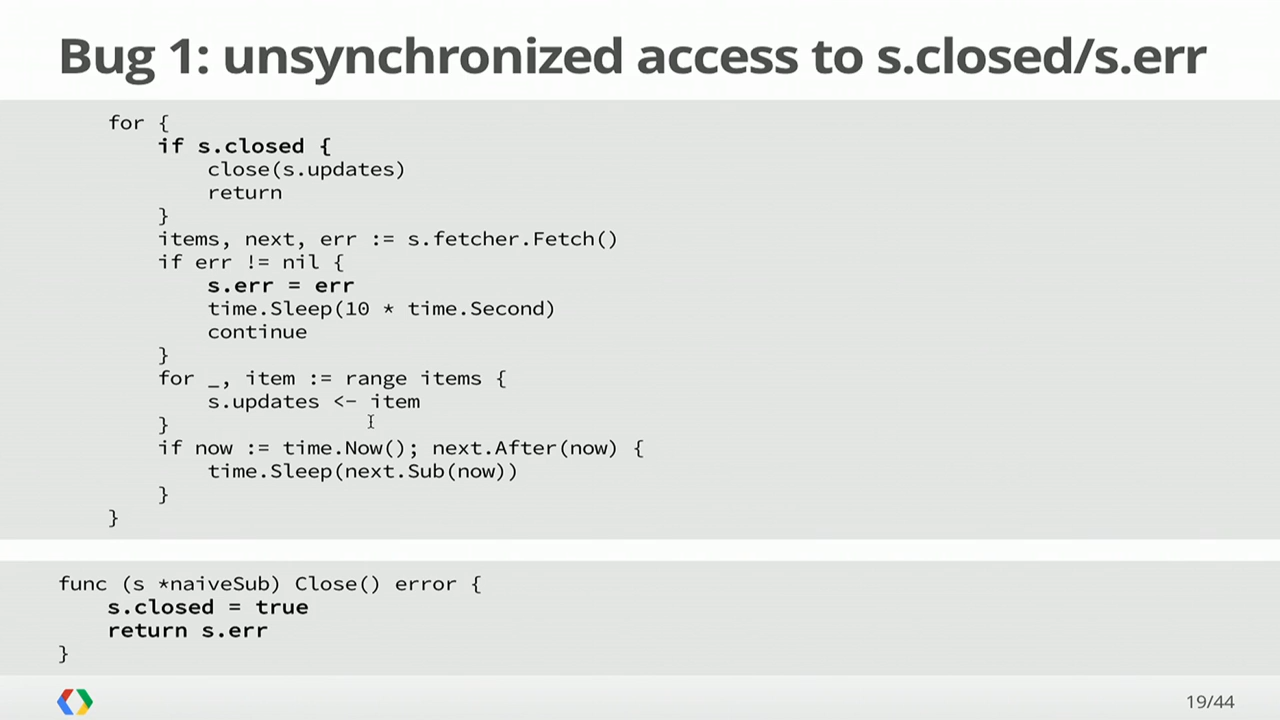 Bug 1: unsynchronized access to s.closed/s.err
for {
if s.closed {
close(s.updates)
return
}
items, next, err := s.fetcher.Fetch()
if err != nil {
s.err = err
time.Sleep(10 * time.Second)
continue
}
for _, item := range items {
s.updates <- item
}
if now := time.Now(); next.After(now) {
time.Sleep(next.Sub(now))
}
}
func (s *naiveSub) Close() error {
s.closed = true
return s.err
}
19/44